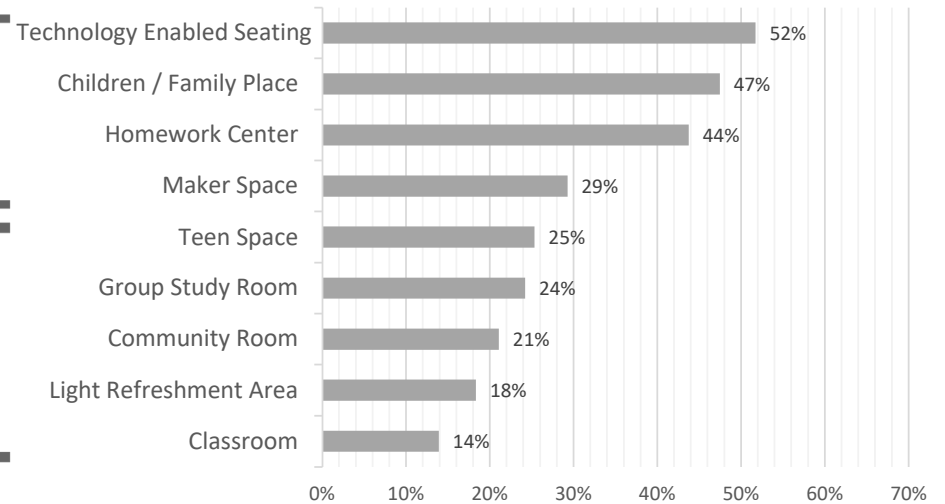 Technology Enabled Seating 52%
Children / Family Place 47%
Homework Center 44%
Maker Space 29%
Teen Space 25%
Group Study Room 24%
Community Room 21%
Light Refreshment Area 18%
Classroom 14%
0% 10% 20% 30% 40% 50% 60% 70%